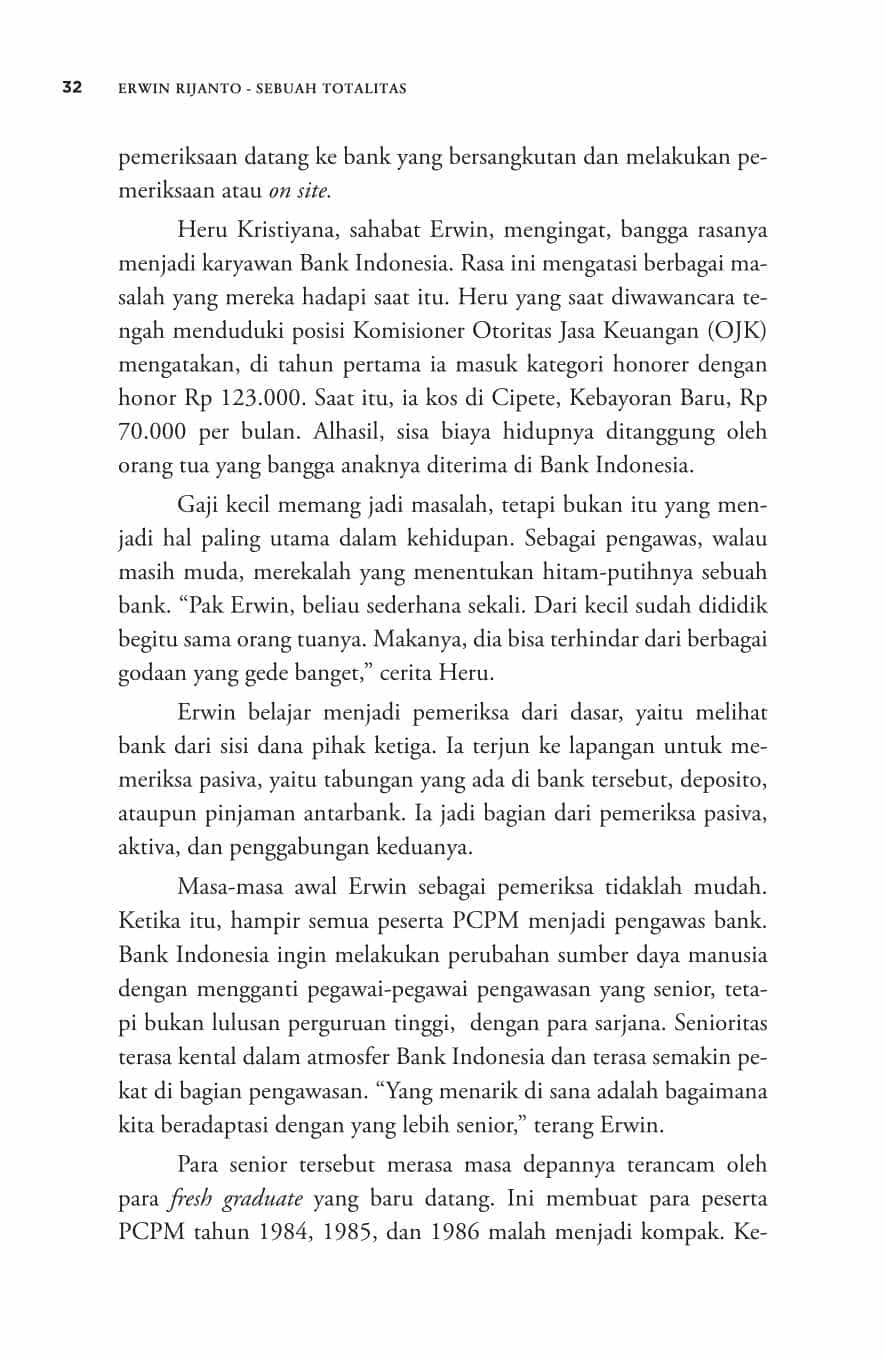 32 ERWIN RIJANTO - SEBUAH TOTALITAS
pemeriksaan datang ke bank yang bersangkutan dan melakukan pe-
meriksaan atau on site.
Heru Kristiyana, sahabat Erwin, mengingat, bangga rasanya
menjadi karyawan Bank Indonesia. Rasa ini mengatasi berbagai ma-
salah yang mereka hadapi saat itu. Heru yang saat diwawancara te-
ngah menduduki posisi Komisioner Otoritas Jasa Keuangan (OJK)
mengatakan, di tahun pertama ia masuk kategori honorer dengan
honor Rp 123.000. Saat itu, ia kos di Cipete, Kebayoran Baru, Rp
70.000 per bulan. Alhasil, sisa biaya hidupnya ditanggung oleh
orang tua yang bangga anaknya diterima di Bank Indonesia.
Gaji kecil memang jadi masalah, tetapi bukan itu yang men-
jadi hal paling utama dalam kehidupan. Sebagai pengawas, walau
masih muda, merekalah yang menentukan hitam-putihnya sebuah
bank. “Pak Erwin, beliau sederhana sekali. Dari kecil sudah dididik
begitu sama orang tuanya. Makanya, dia bisa terhindar dari berbagai
godaan yang gede banget,” cerita Heru.
Erwin belajar menjadi pemeriksa dari dasar, yaitu melihat
bank dari sisi dana pihak ketiga. Ia terjun ke lapangan untuk me-
meriksa pasiva, yaitu tabungan yang ada di bank tersebut, deposito,
ataupun pinjaman antarbank. Ia jadi bagian dari pemeriksa pasiva,
aktiva, dan penggabungan keduanya.
Masa-masa awal Erwin sebagai pemeriksa tidaklah mudah.
Ketika itu, hampir semua peserta PCPM menjadi pengawas bank.
Bank Indonesia ingin melakukan perubahan sumber daya manusia
dengan mengganti pegawai-pegawai pengawasan yang senior, teta-
pi bukan lulusan perguruan tinggi,  dengan para sarjana. Senioritas
terasa kental dalam atmosfer Bank Indonesia dan terasa semakin pe-
kat di bagian pengawasan. “Yang menarik di sana adalah bagaimana
kita beradaptasi dengan yang lebih senior,” terang Erwin.
Para senior tersebut merasa masa depannya terancam oleh
para fresh graduate yang baru datang. Ini membuat para peserta
PCPM tahun 1984, 1985, dan 1986 malah menjadi kompak. Ke-